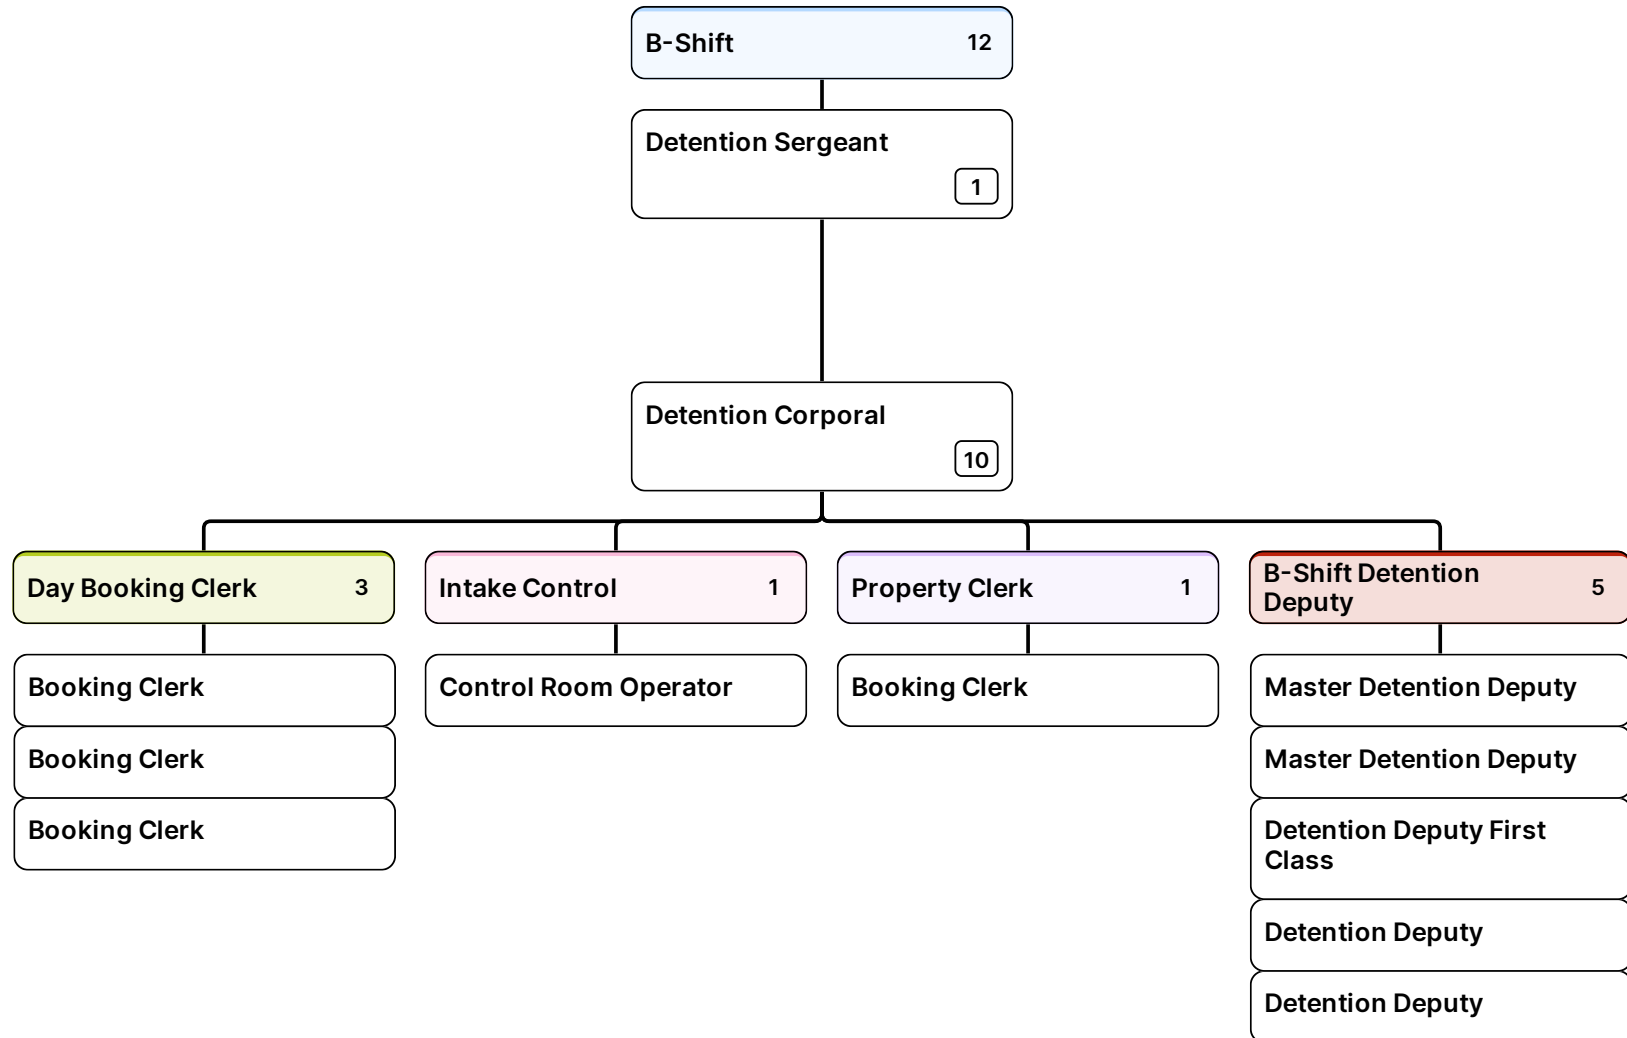 B-Shift 12
Detention Sergeant
1
Detention Corporal
10
Day Booking Clerk 3
Booking Clerk
Booking Clerk
Booking Clerk
Intake Control 1
Control Room Operator
Property Clerk 1
Booking Clerk
B-Shift Detention
Deputy 5
Master Detention Deputy
Master Detention Deputy
Detention Deputy First
Class
Detention Deputy
Detention Deputy